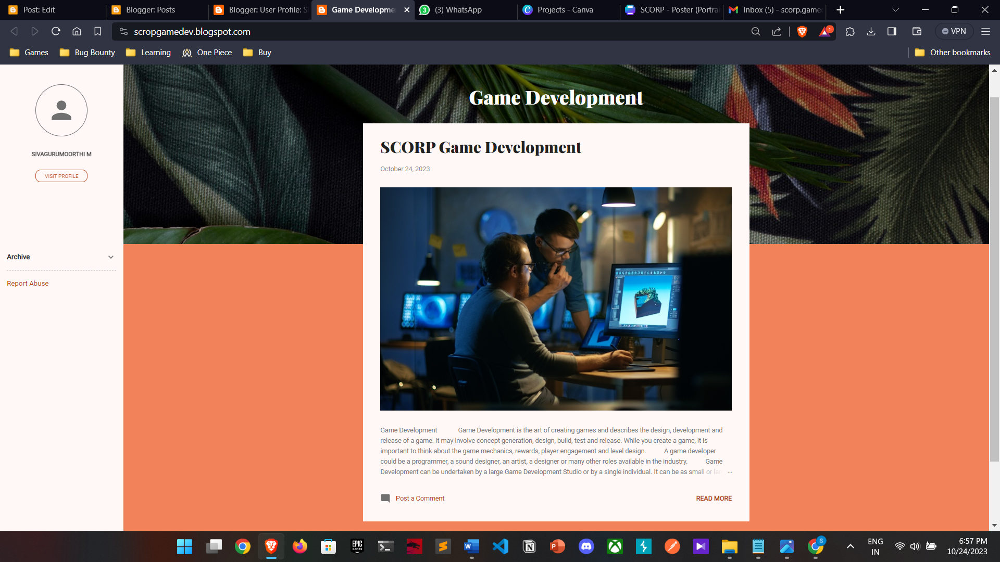 Post: Edit
Blogger: Posts
Blogger: User Profile: S
Game Developme
(3) WhatsApp
Projects - Canva
SCORP - Poster (Portrai
Inbox (5) - scorp.game
scropgamedev.blogspot.com
1
VPN
Games
Bug Bounty
Learning
One Piece
Buy
Other bookmarks
SIVAGURUMOORTHI M
VISIT PROFILE
Archive
Report Abuse
Game Development
SCORP Game Development
October 24, 2023
Game Development Game Development is the art of creating games and describes the design, development and
release of a game. It may involve concept generation, design, build, test and release. While you create a game, it is
important to think about the game mechanics, rewards, player engagement and level design. A game developer
could be a programmer, a sound designer, an artist, a designer or many other roles available in the industry. Game
Development can be undertaken by a large Game Development Studio or by a single individual. It can be as small or lar ...
Post a Comment
READ MORE
EPIC
GAMES
S
ENG
IN
6:57 PM
10/24/2023